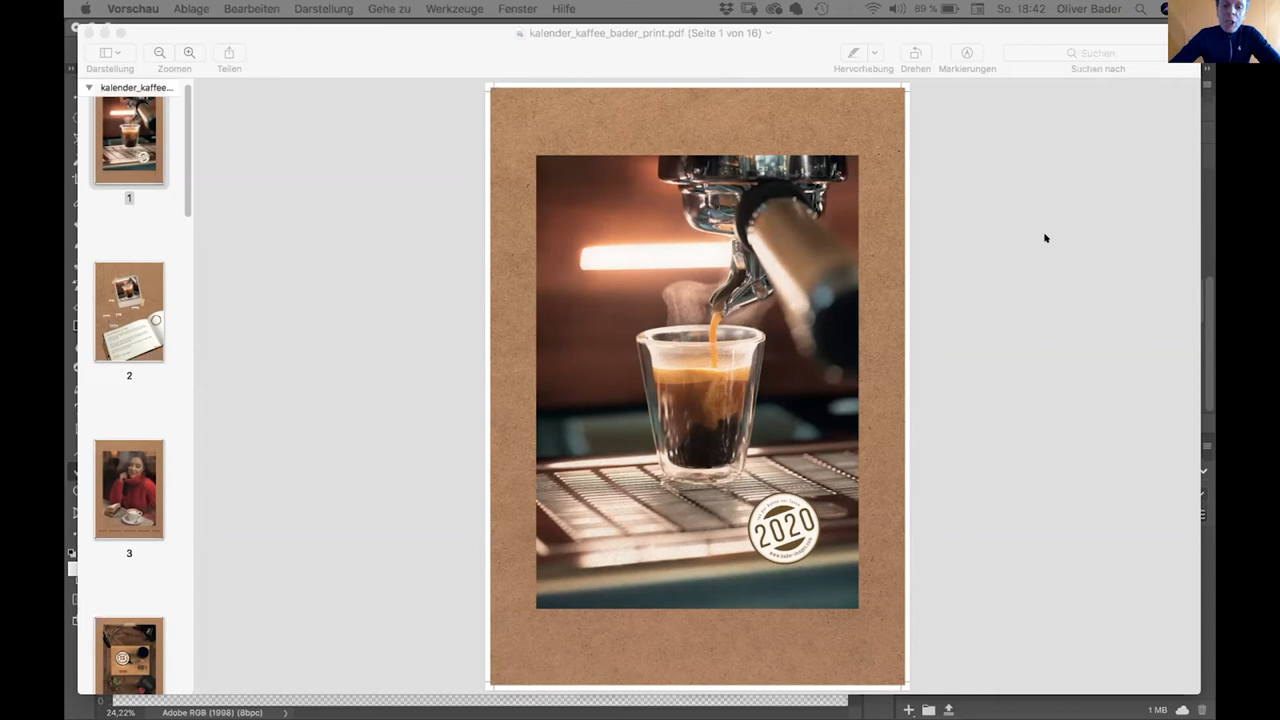 Vorschau Ablage Bearbeiten Darstellung Gehe zu Werkzeuge Fenster Hilfe 89 % So. 18:42 Oliver Bader
kalender_kaffee_bader_print.pdf (Seite 1 von 16)
Suchen
Darstellung Zoomen Teilen Hervorhebung Drehen Markierungen Suchen nach
kalender_kaffee...
1
2
3
2020
24,22% Adobe RGB (1998) (8bpc) 1 MB